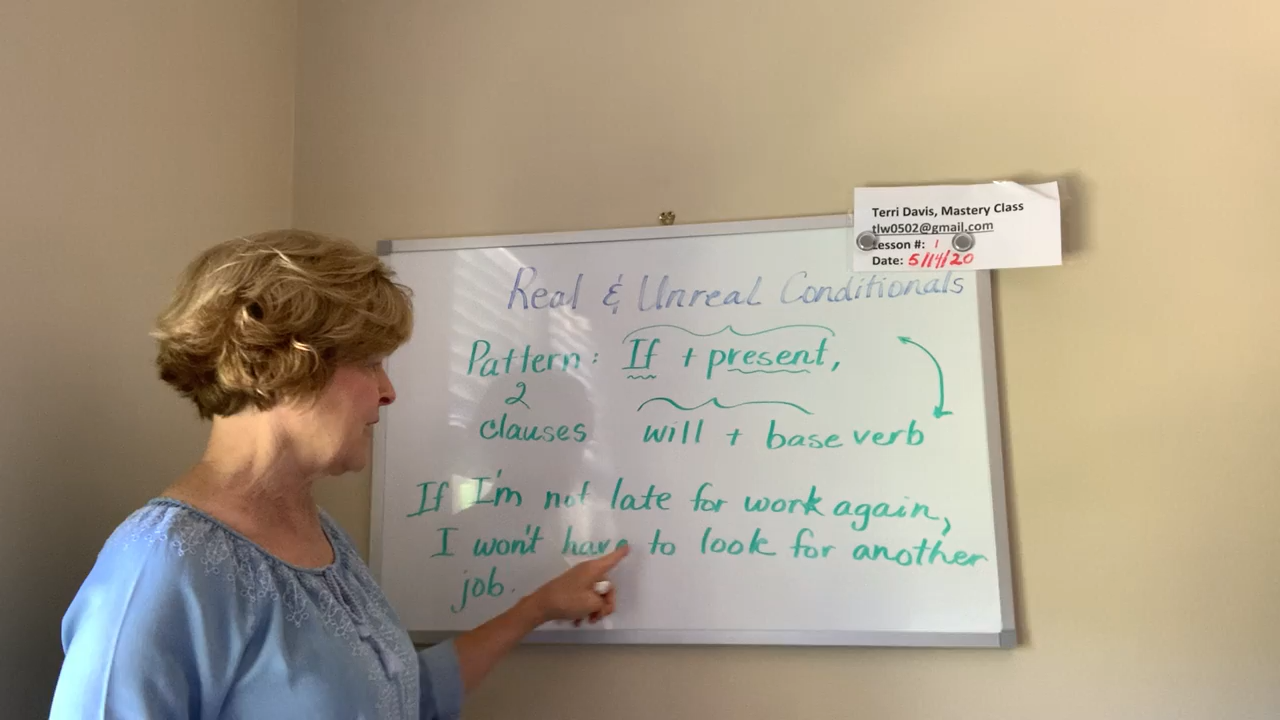 Terri Davis, Mastery Class
tlw0502@gmail.com
Lesson #: 1
Date: 5/14/20
Real & Unreal Conditionals
Pattern: If + present,
2
clauses will + base verb
If I'm not late for work again,
I won't have to look for another
job.